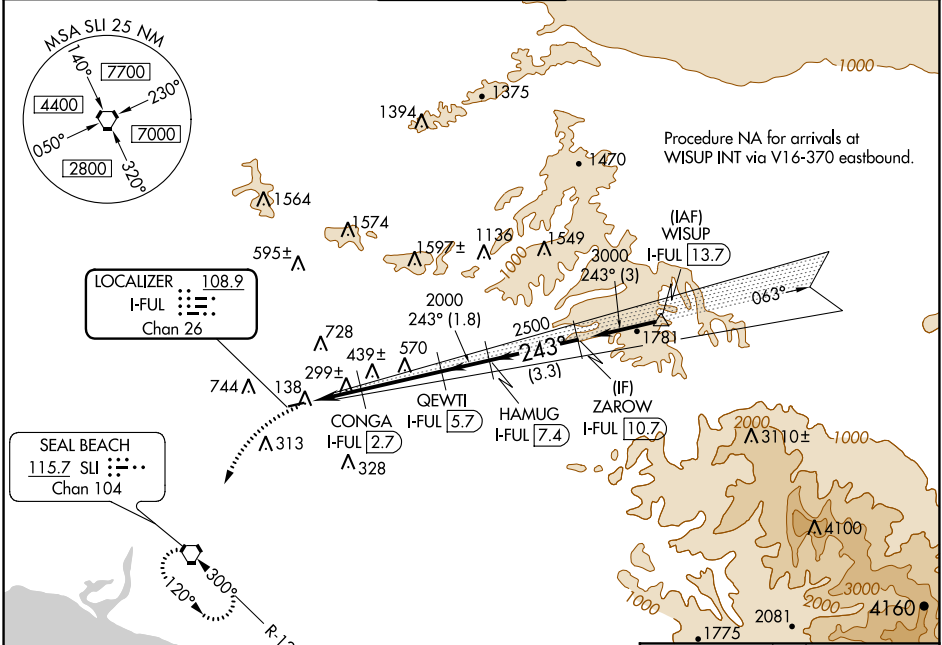 MSA SLI 25 NM
140°
7700
230°
4400
7000
050°
2800
320°
1394
1375
1000
Procedure NA for arrivals at
WISUP INT via V16-370 eastbound.
1470
1564
1574
595±
1597±
1136
1549
1000
(IAF)
WISUP
I-FUL 13.7
3000
243° (3)
LOCALIZER 108.9
I-FUL
Chan 26
2000
243° (1.8)
2500
063°
243°
(3.3)
1781
728
439±
570
299±
744
138
CONGA
I-FUL 2.7
QEWTI
I-FUL 5.7
HAMUG
I-FUL 7.4
(IF)
ZAROW
I-FUL 10.7
313
328
SEAL BEACH
115.7 SLI
Chan 104
2000
3110±
1000
4100
300°
120°
1000
2000
3000
2081
4160
1775